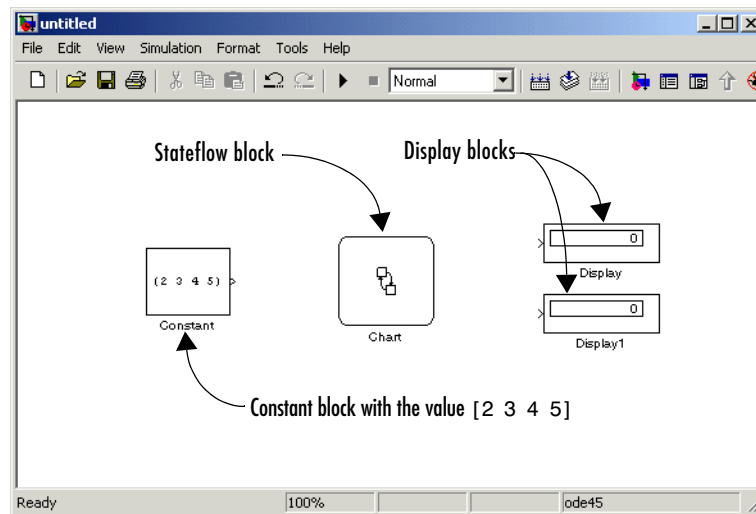 untitled
File Edit View Simulation Format Tools Help
Normal
Stateflow block
Display blocks
(2 3 4 5)
Constant
Chart
0
Display
0
Display1
Constant block with the value [2 3 4 5]
Ready 100% ode45